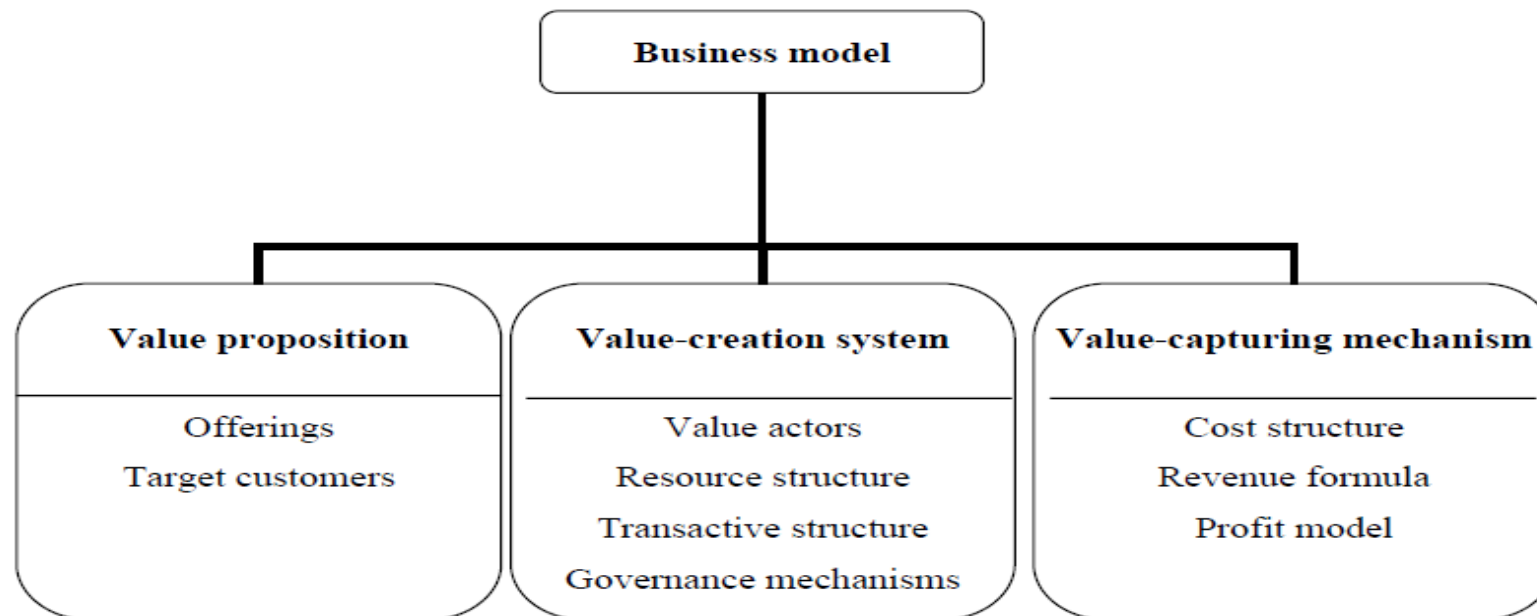 Business model
Value proposition
Offerings
Target customers
Value-creation system
Value actors
Resource structure
Transactive structure
Governance mechanisms
Value-capturing mechanism
Cost structure
Revenue formula
Profit model